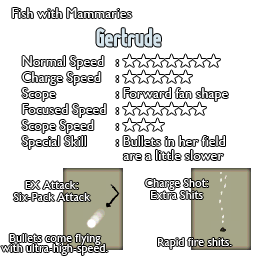 Fish with Mammaries
Gertrude
Normal Speed : ☆☆☆☆☆☆☆☆
Charge Speed : ☆☆☆☆☆
Scope : Forward fan shape
Focused Speed : ☆☆☆☆☆☆
Scope Speed : ☆☆☆
Special Skill : Bullets in her field
are a little slower
EX Attack:
Six-Pack Attack
Bullets come flying
with ultra-high-speed.
Charge Shot:
Extra Shits
Rapid fire shits.